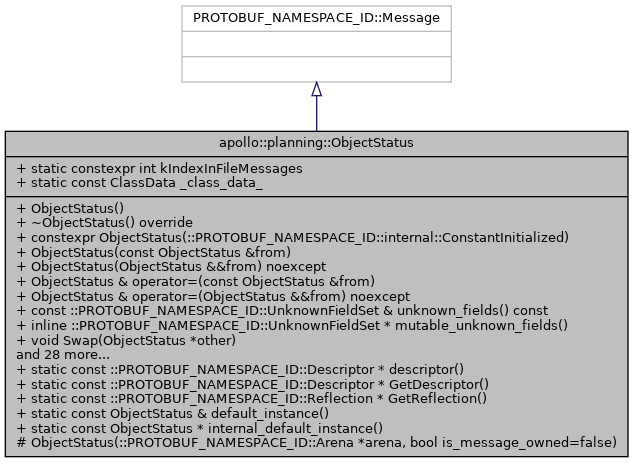 PROTOBUF_NAMESPACE_ID::Message
apollo::planning::ObjectStatus
+ static constexpr int kIndexInFileMessages
+ static const ClassData _class_data_
+ ObjectStatus()
+ ~ObjectStatus() override
+ constexpr ObjectStatus(::PROTOBUF_NAMESPACE_ID::internal::ConstantInitialized)
+ ObjectStatus(const ObjectStatus &from)
+ ObjectStatus(ObjectStatus &&from) noexcept
+ ObjectStatus & operator=(const ObjectStatus &from)
+ ObjectStatus & operator=(ObjectStatus &&from) noexcept
+ const ::PROTOBUF_NAMESPACE_ID::UnknownFieldSet & unknown_fields() const
+ inline ::PROTOBUF_NAMESPACE_ID::UnknownFieldSet * mutable_unknown_fields()
+ void Swap(ObjectStatus *other)
and 28 more...
+ static const ::PROTOBUF_NAMESPACE_ID::Descriptor * descriptor()
+ static const ::PROTOBUF_NAMESPACE_ID::Descriptor * GetDescriptor()
+ static const ::PROTOBUF_NAMESPACE_ID::Reflection * GetReflection()
+ static const ObjectStatus & default_instance()
+ static const ObjectStatus * internal_default_instance()
# ObjectStatus(::PROTOBUF_NAMESPACE_ID::Arena *arena, bool is_message_owned=false)